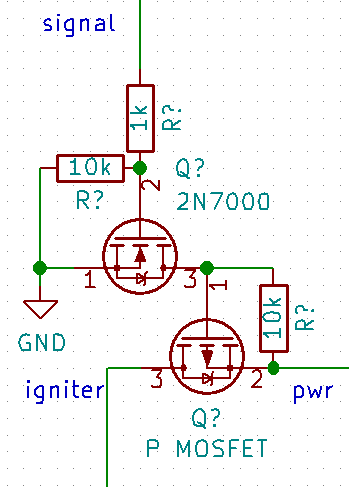 signal
1k
R?
10k
R?
Q?
2N7000
2
1
3
1
GND
10k
R?
igniter
3
2
pwr
Q?
P MOSFET